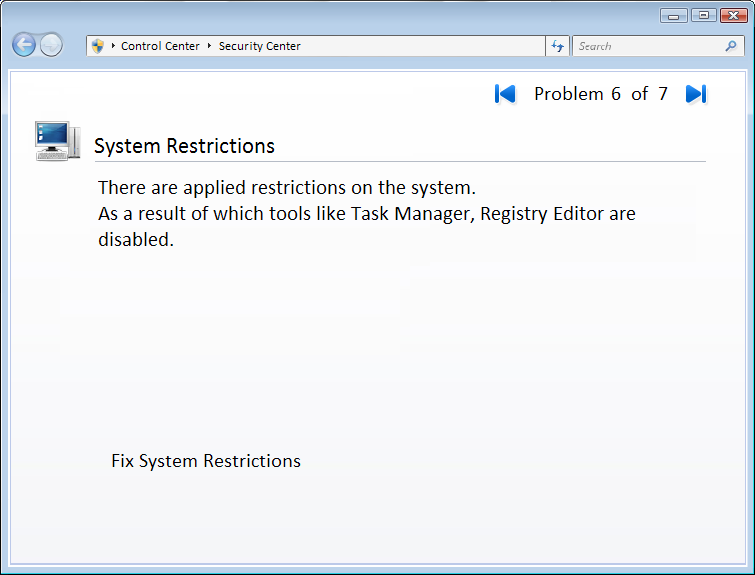 Control Center Security Center
Search
Problem 6 of 7
System Restrictions
There are applied restrictions on the system.
As a result of which tools like Task Manager, Registry Editor are
disabled.
Fix System Restrictions